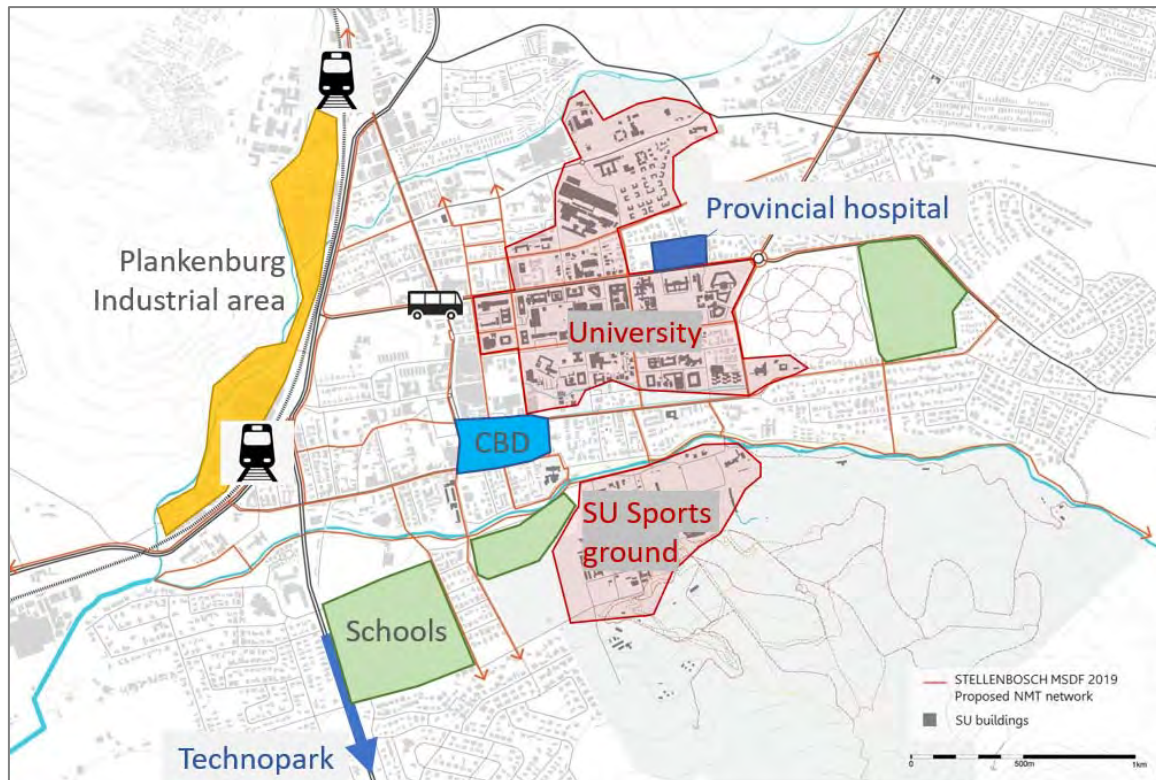 Provincial hospital
Plankenburg
Industrial area
University
CBD
SU Sports
ground
Schools
Technopark
STELLENBOSCH MSDF 2019
Proposed NMT network
SU buildings
0
500m
1km